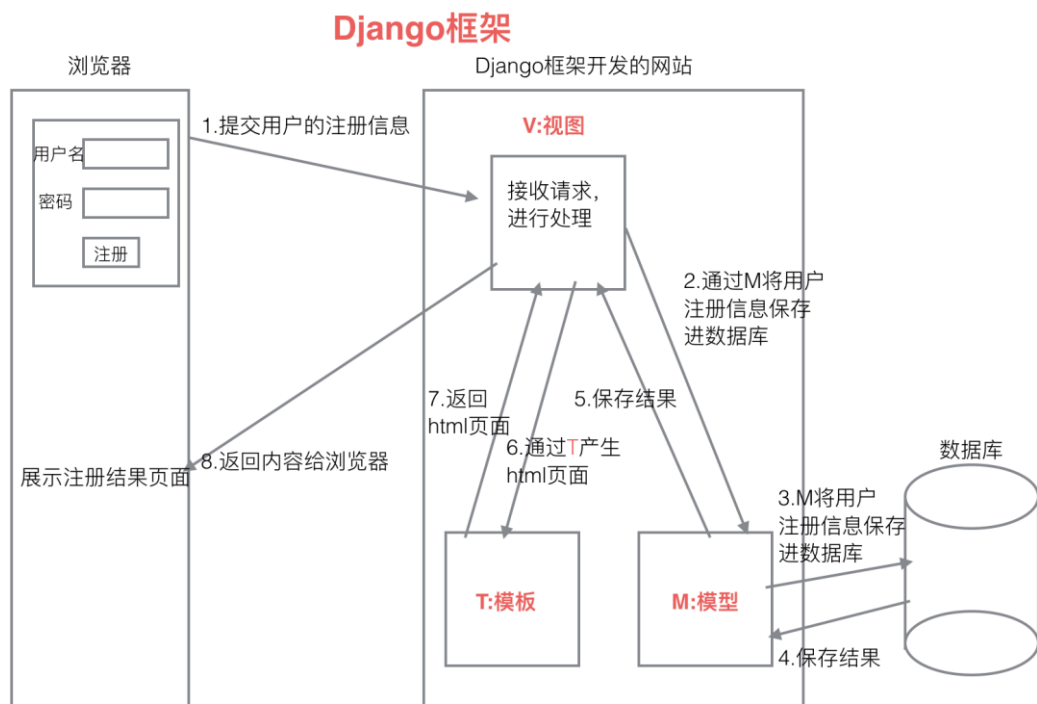 Django框架
浏览器
Django框架开发的网站
1.提交用户的注册信息
V:视图
用户名
密码
注册
接收请求,
进行处理
2.通过M将用户
注册信息保存
进数据库
7.返回
html页面
5.保存结果
6.通过T产生
html页面
8.返回内容给浏览器
展示注册结果页面
数据库
3.M将用户
注册信息保存
进数据库
T:模板
M:模型
4.保存结果